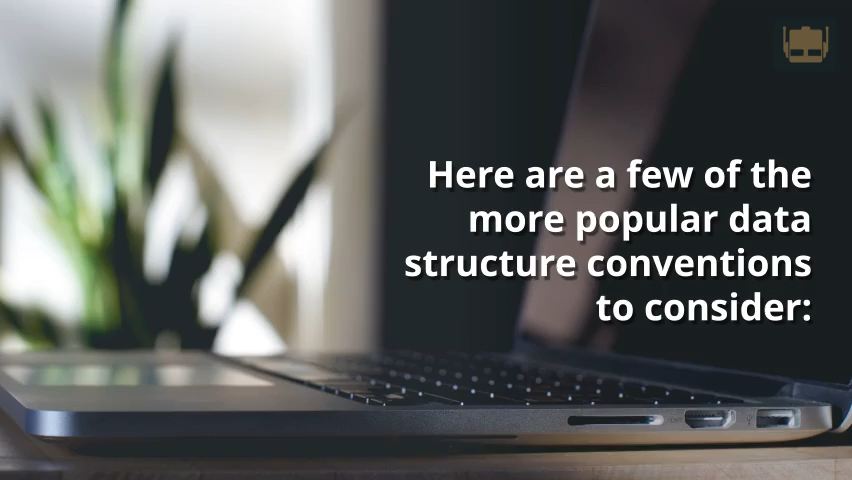 Here are a few of the
more popular data
structure conventions
to consider: